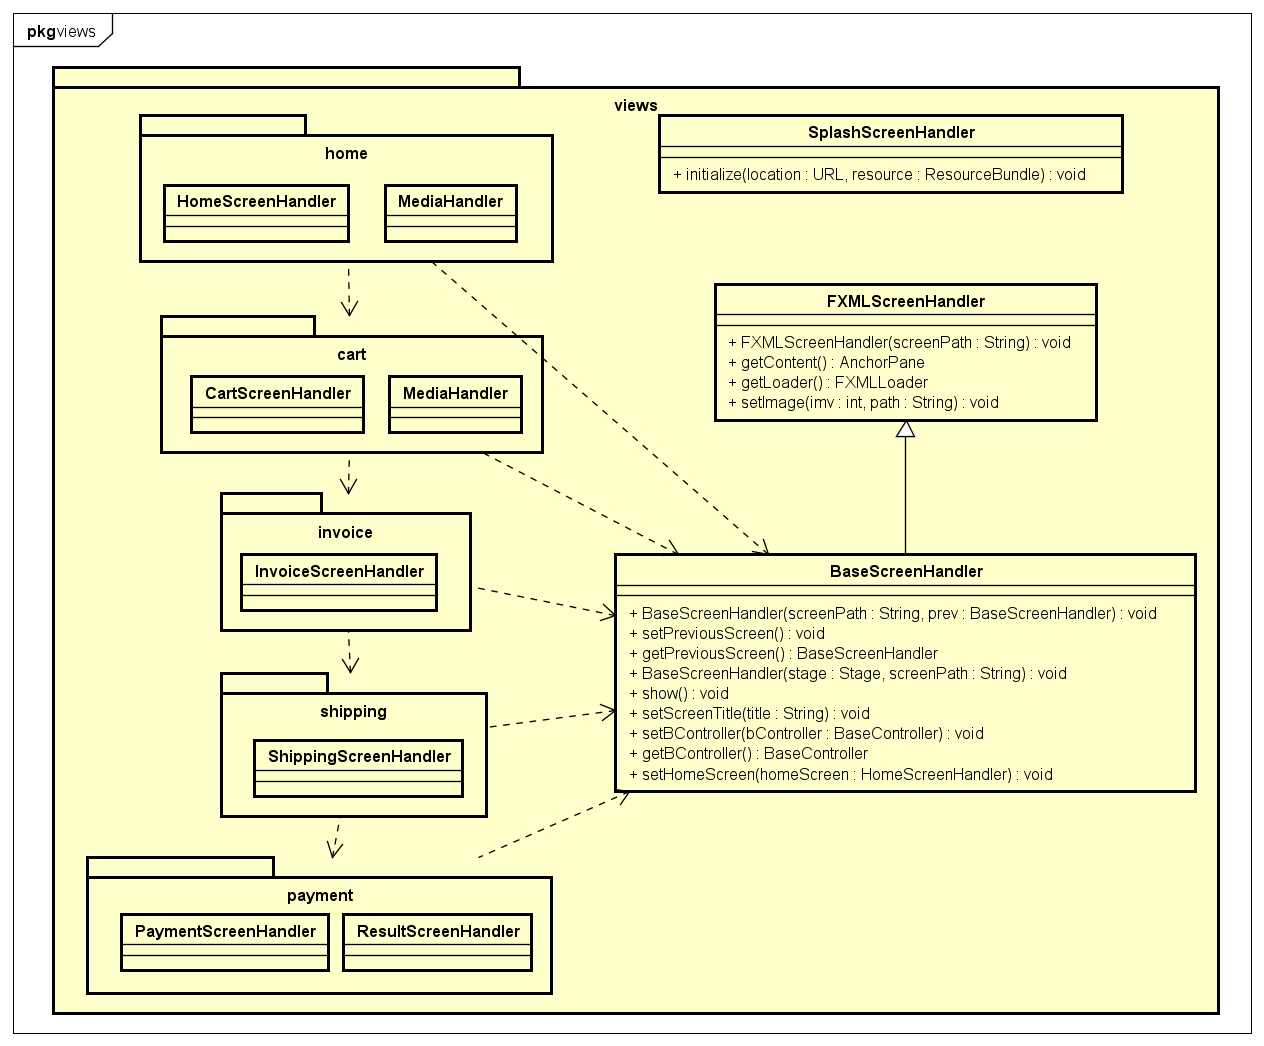 pkg views
views
home
HomeScreenHandler
MediaHandler
cart
CartScreenHandler
MediaHandler
invoice
InvoiceScreenHandler
shipping
ShippingScreenHandler
payment
PaymentScreenHandler
ResultScreenHandler
SplashScreenHandler
+ initialize(location : URL, resource : ResourceBundle) : void
FXMLScreenHandler
+ FXMLScreenHandler(screenPath : String) : void
+ getContent() : AnchorPane
+ getLoader() : FXMLLoader
+ setImage(imv : int, path : String) : void
BaseScreenHandler
+ BaseScreenHandler(screenPath : String, prev : BaseScreenHandler) : void
+ setPreviousScreen() : void
+ getPreviousScreen() : BaseScreenHandler
+ BaseScreenHandler(stage : Stage, screenPath : String) : void
+ show() : void
+ setScreenTitle(title : String) : void
+ setBController(bController : BaseController) : void
+ getBController() : BaseController
+ setHomeScreen(homeScreen : HomeScreenHandler) : void